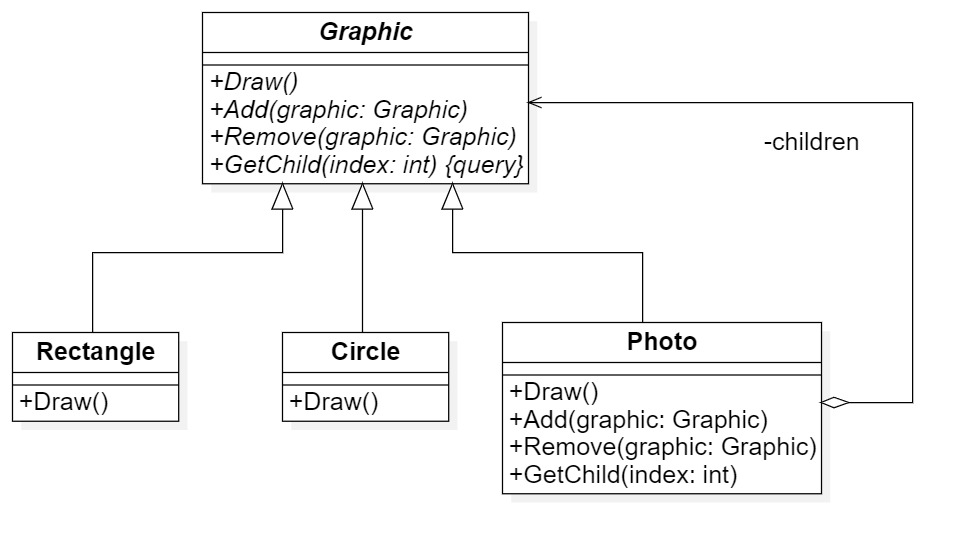 Graphic
+Draw()
+Add(graphic: Graphic)
+Remove(graphic: Graphic)
+GetChild(index: int) {query}
-children
Rectangle
+Draw()
Circle
+Draw()
Photo
+Draw()
+Add(graphic: Graphic)
+Remove(graphic: Graphic)
+GetChild(index: int)